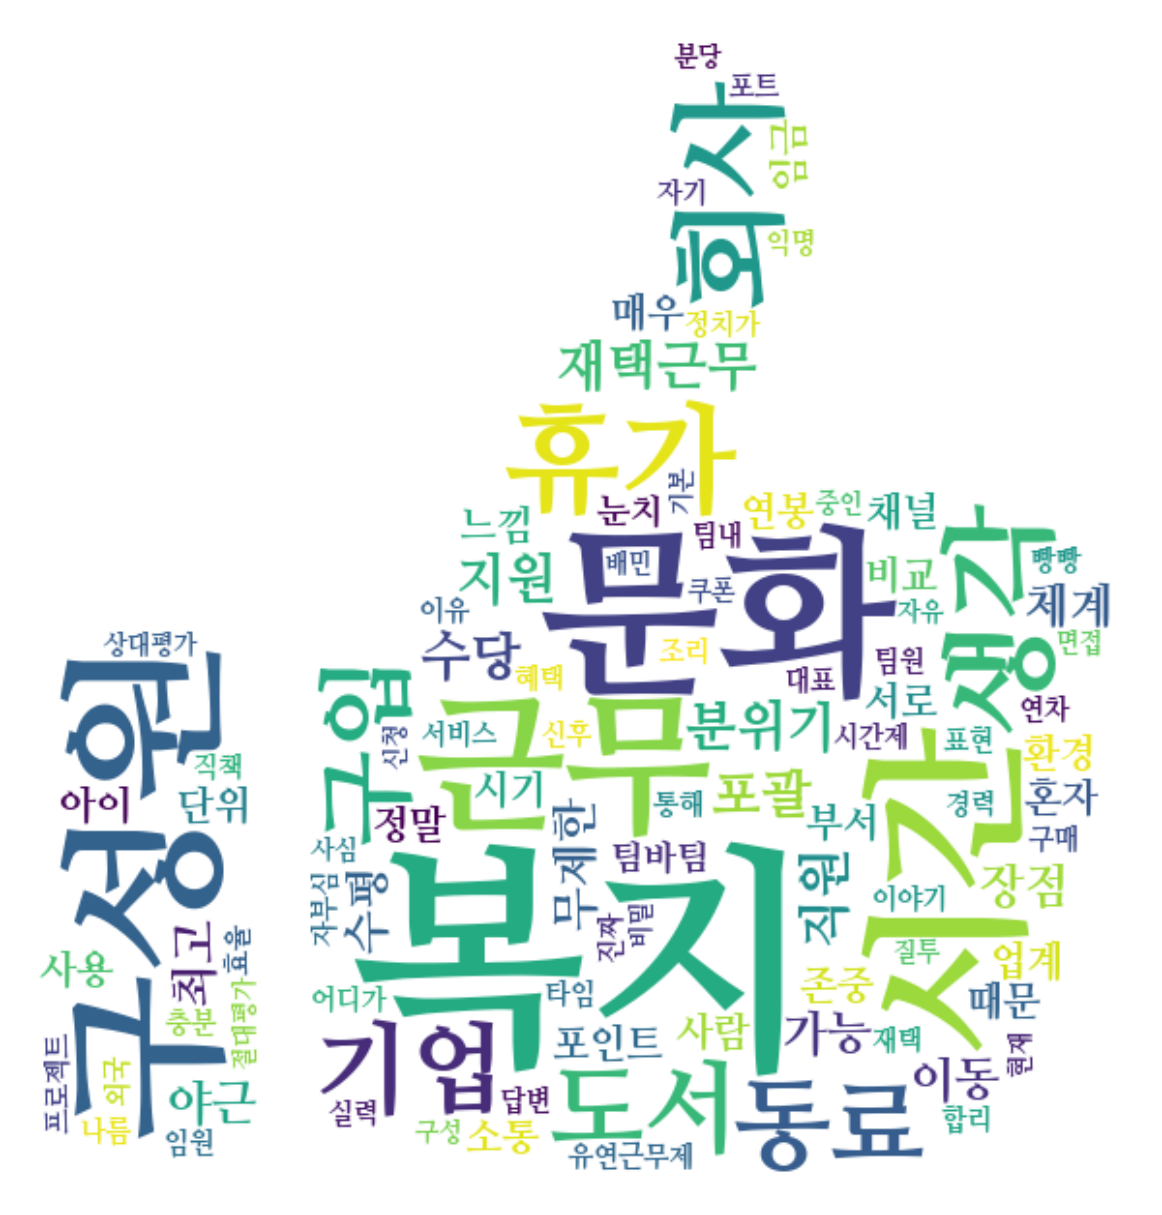 분당
포트
회사
임금
자기
익명
매우
정치가
재택근무
휴가
기본
느낌
눈치
팀내
연봉
중인
채널
생각
빵빵
지원
문화
배민
쿠폰
비교
자유
체계
이유
수당
조리
혜택
대표
팀원
서로
면접
연차
상대평가
구성원
직책
아이
단위
구입
신청
서비스
신후
근무
분위기
시간제
표현
환경
시기
통해
포괄
부서
시간
경력
혼자
구매
정말
사심
자부심
수평
무제한
팀바팀
진짜
비밀
복지
직원
이야기
장점
질투
업계
사용
최고
효율
충분
절대평가
어디가
타임
존중
때문
프로젝트
외국
나름
야근
임원
기업
실력
답변
포인트
사람
가능
재택
이동
현재
합리
구성
소통
도서
동료
유연근무제